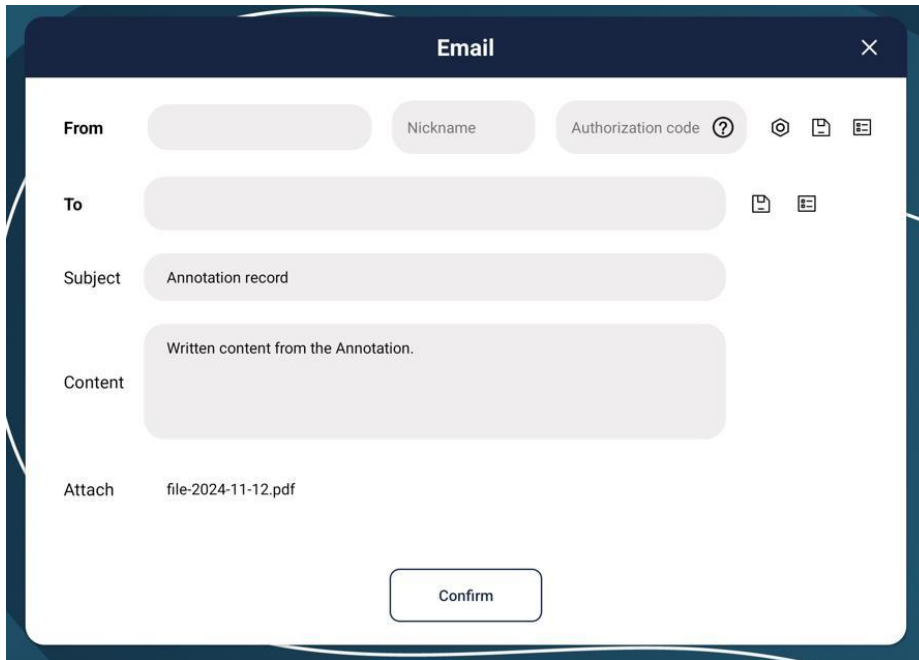 Email
From
Nickname
Authorization code
To
Subject
Annotation record
Content
Written content from the Annotation.
Attach
file-2024-11-12.pdf
Confirm